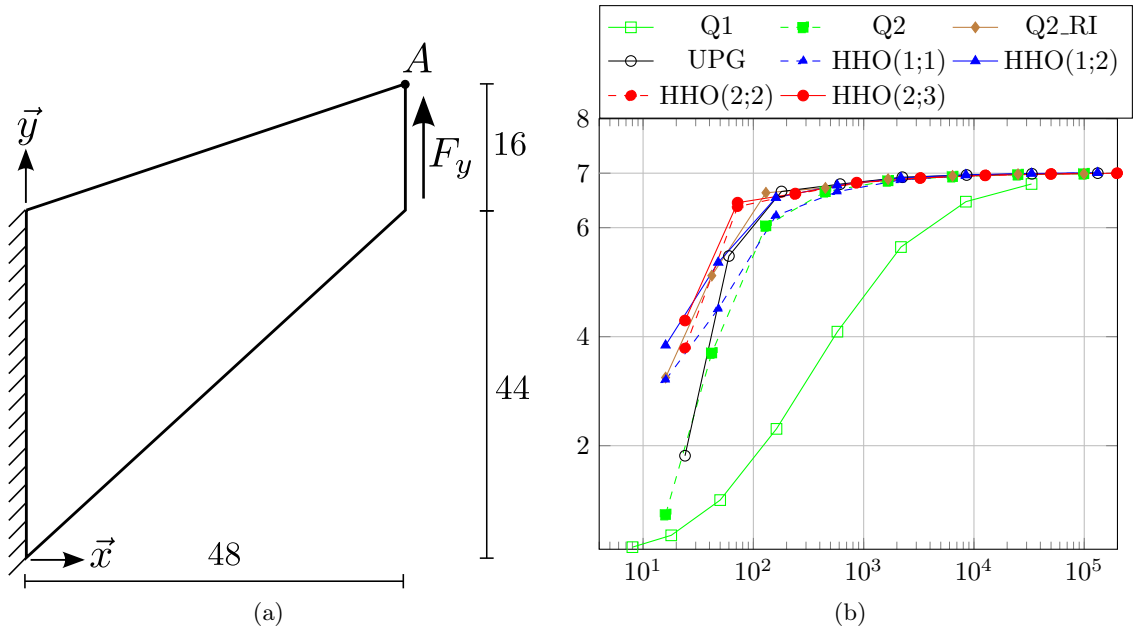 A
y⃗
16
F_y
44
x⃗
48
(a)
Q1 Q2 Q2_RI
UPG HHO(1;1) HHO(1;2)
HHO(2;2) HHO(2;3)
8
7
6
4
2
10^1 10^2 10^3 10^4 10^5
(b)